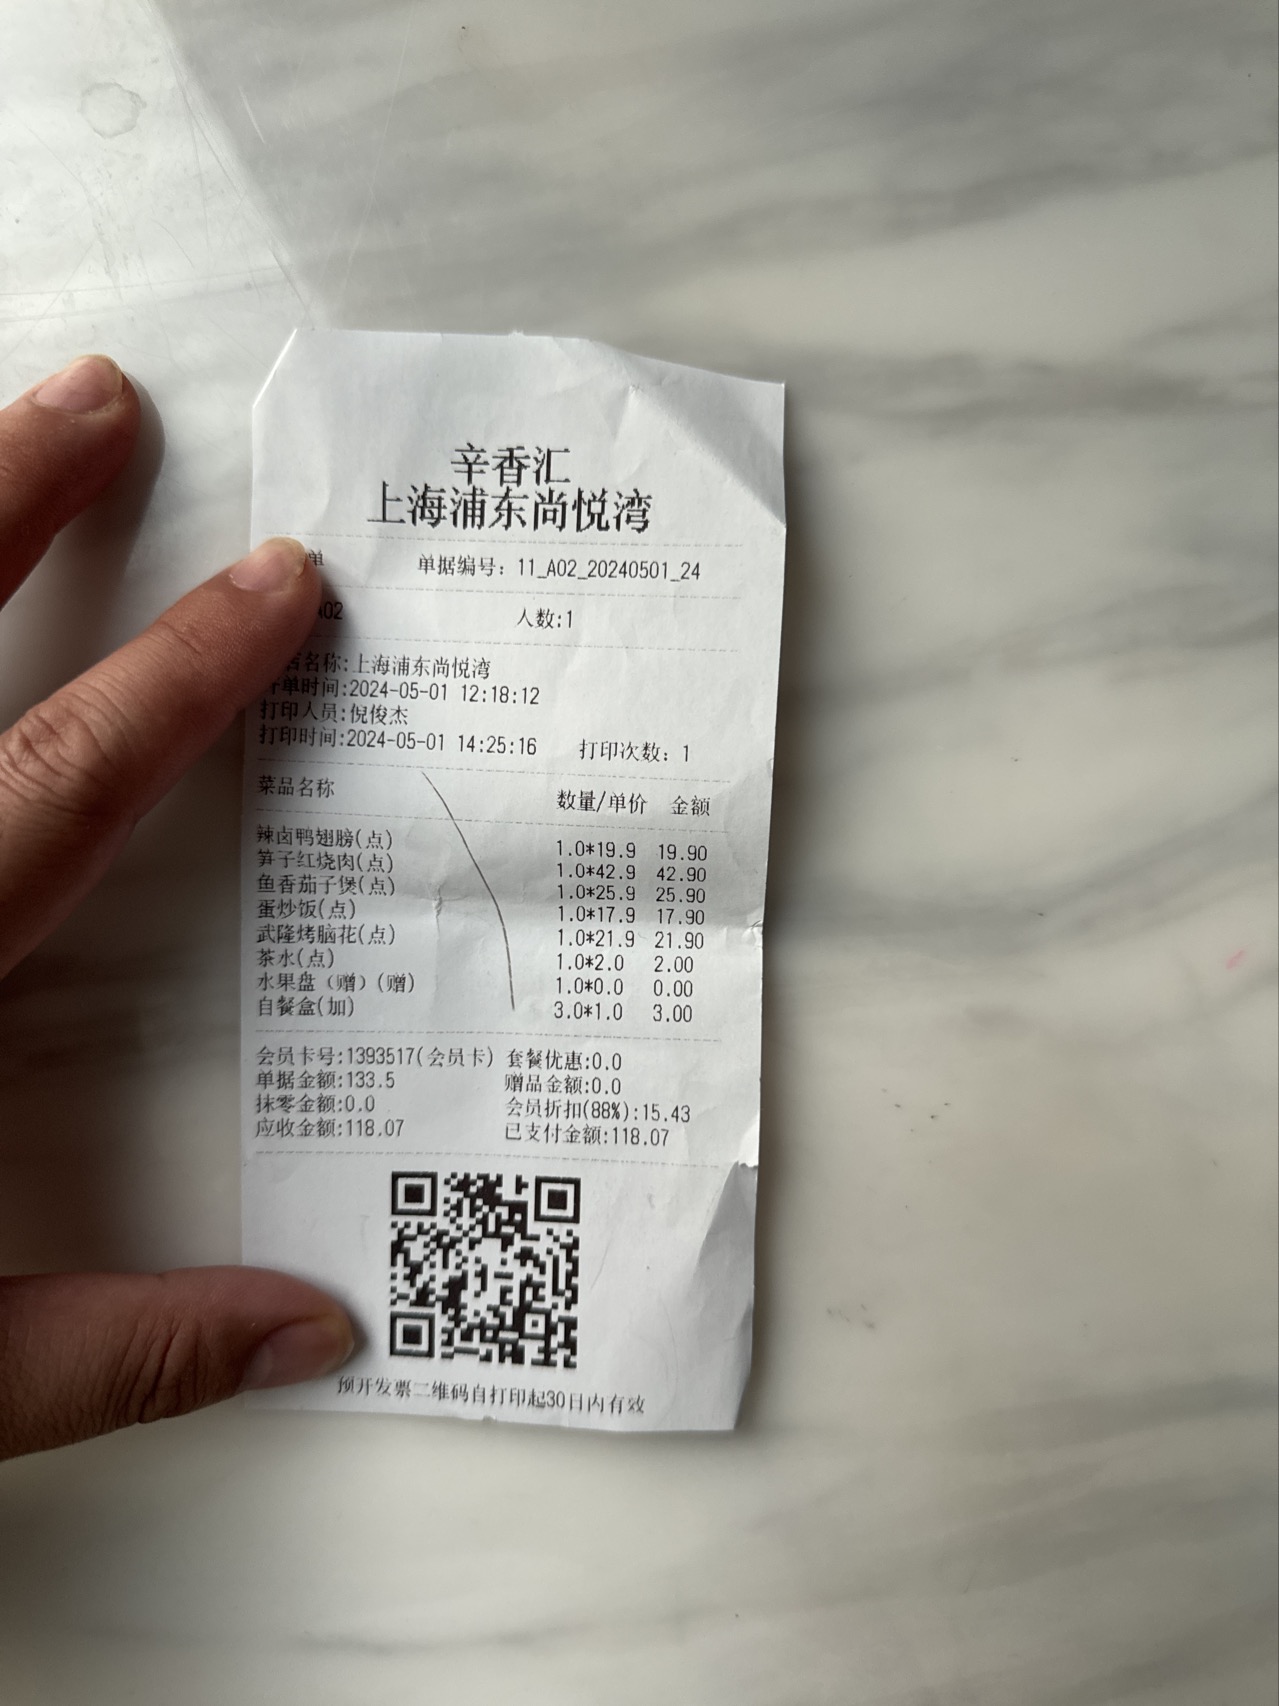 辛香汇
上海浦东尚悦湾
单 单据编号：11_A02_20240501_24
A02 人数:1
店名称:上海浦东尚悦湾
单时间:2024-05-01 12:18:12
打印人员:倪俊杰
打印时间:2024-05-01 14:25:16 打印次数：1
菜品名称 数量/单价 金额
辣卤鸭翅膀(点) 1.0*19.9 19.90
笋子红烧肉(点) 1.0*42.9 42.90
鱼香茄子煲(点) 1.0*25.9 25.90
蛋炒饭(点) 1.0*17.9 17.90
武隆烤脑花(点) 1.0*21.9 21.90
茶水(点) 1.0*2.0 2.00
水果盘（赠）(赠) 1.0*0.0 0.00
自餐盒(加) 3.0*1.0 3.00
会员卡号:1393517(会员卡) 套餐优惠:0.0
单据金额:133.5 赠品金额:0.0
抹零金额:0.0 会员折扣(88%):15.43
应收金额:118.07 已支付金额:118.07
预开发票二维码自打印起30日内有效